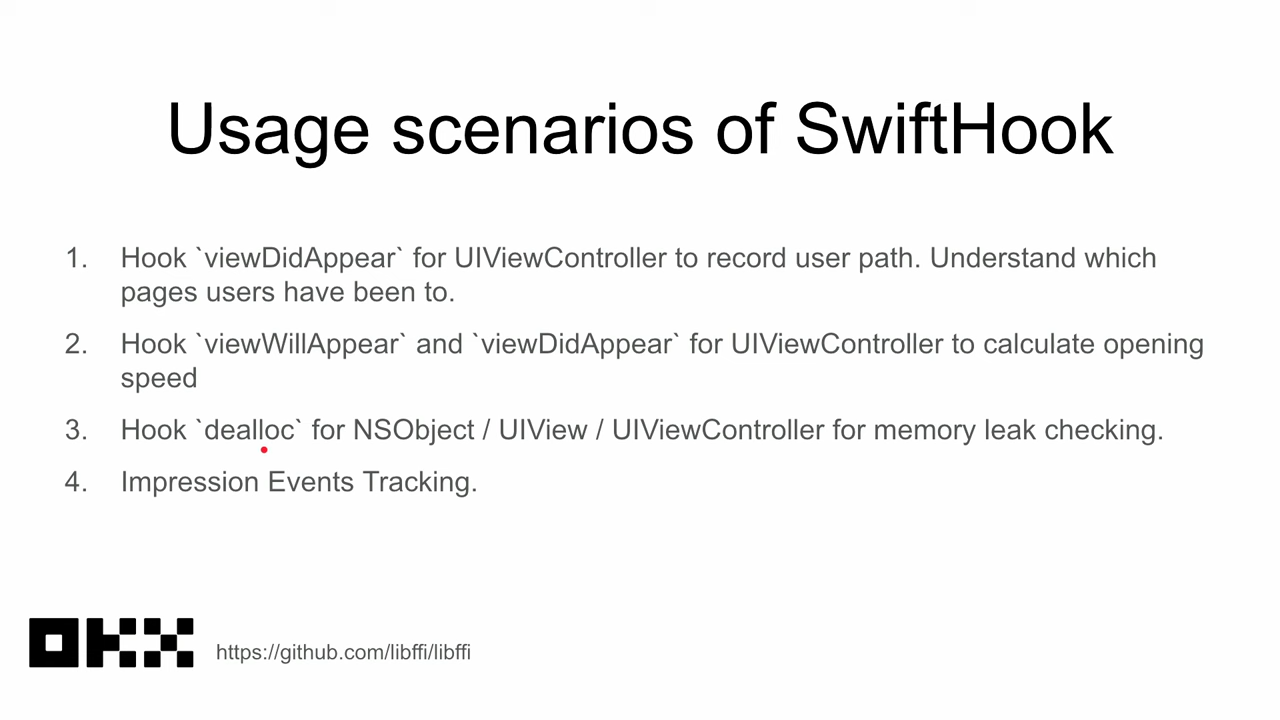 Usage scenarios of SwiftHook
1. Hook `viewDidAppear` for UIViewController to record user path. Understand which
pages users have been to.
2. Hook `viewWillAppear` and `viewDidAppear` for UIViewController to calculate opening
speed
3. Hook `dealloc` for NSObject / UIView / UIViewController for memory leak checking.
4. Impression Events Tracking.
OKX
https://github.com/libffi/libffi